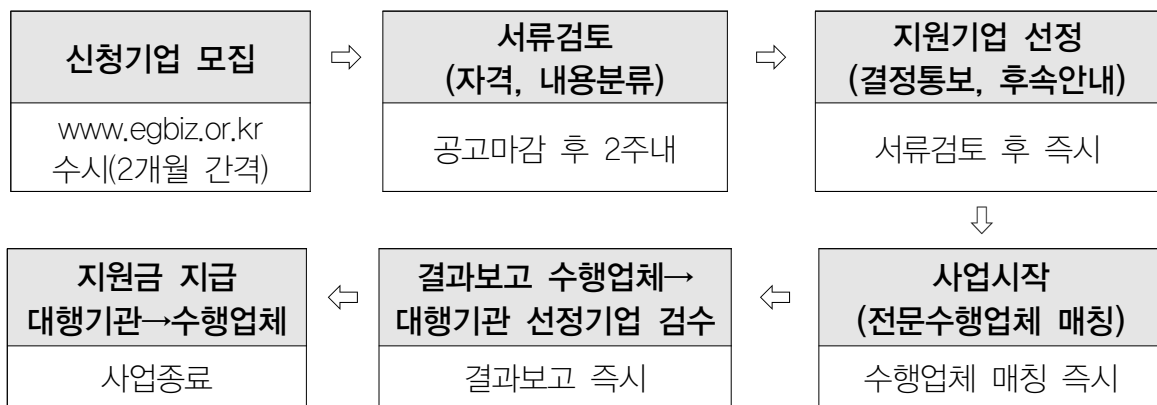 신청기업 모집
www.egbiz.or.kr
수시(2개월 간격)
⇨
서류검토
(자격, 내용분류)
공고마감 후 2주내
⇨
지원기업 선정
(결정통보, 후속안내)
서류검토 후 즉시
⇩
사업시작
(전문수행업체 매칭)
수행업체 매칭 즉시
⇦
결과보고 수행업체→
대행기관 선정기업 검수
결과보고 즉시
⇦
지원금 지급
대행기관→수행업체
사업종료